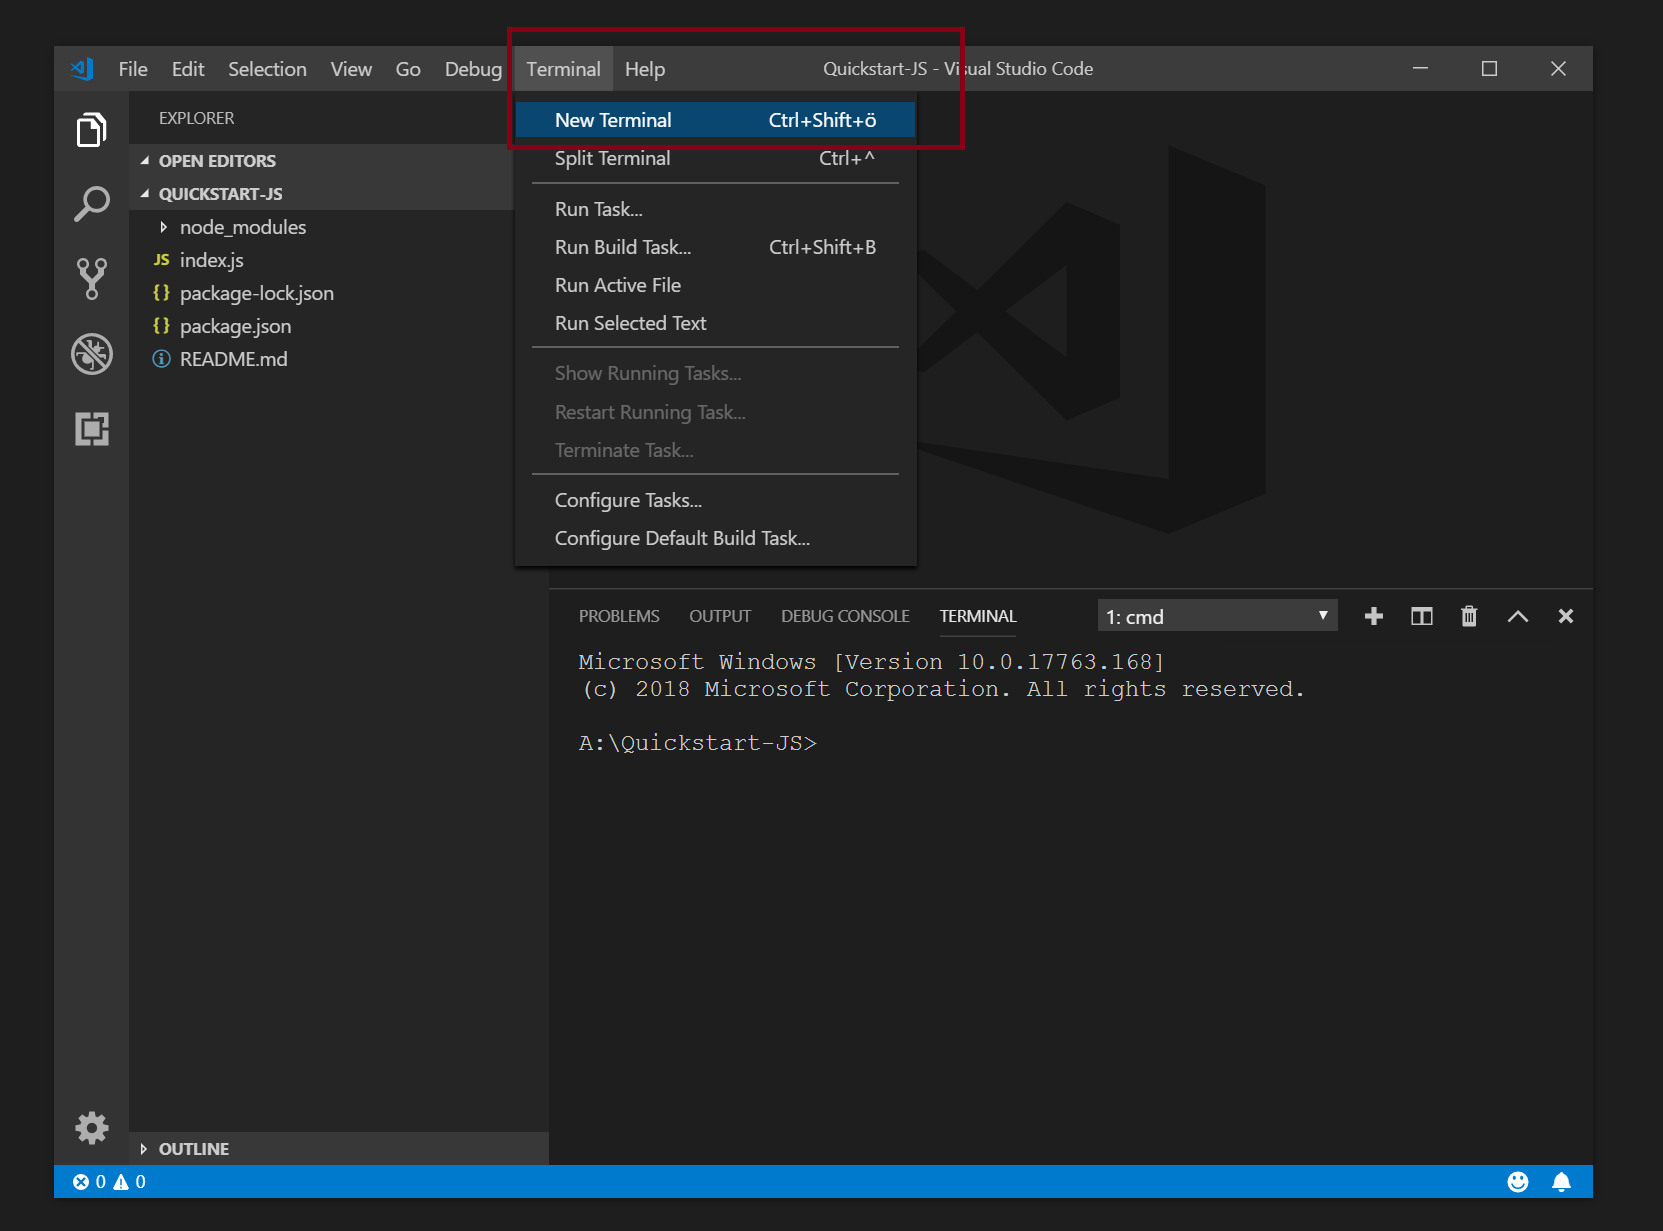 File Edit Selection View Go Debug Terminal Help Quickstart-JS - Visual Studio Code
EXPLORER
OPEN EDITORS
QUICKSTART-JS
node_modules
JS index.js
{} package-lock.json
{} package.json
README.md
OUTLINE
New Terminal Ctrl+Shift+ö
Split Terminal Ctrl+^
Run Task...
Run Build Task... Ctrl+Shift+B
Run Active File
Run Selected Text
Show Running Tasks...
Restart Running Task...
Terminate Task...
Configure Tasks...
Configure Default Build Task...
PROBLEMS OUTPUT DEBUG CONSOLE TERMINAL 1: cmd
Microsoft Windows [Version 10.0.17763.168]
(c) 2018 Microsoft Corporation. All rights reserved.
A:\Quickstart-JS>
0 0